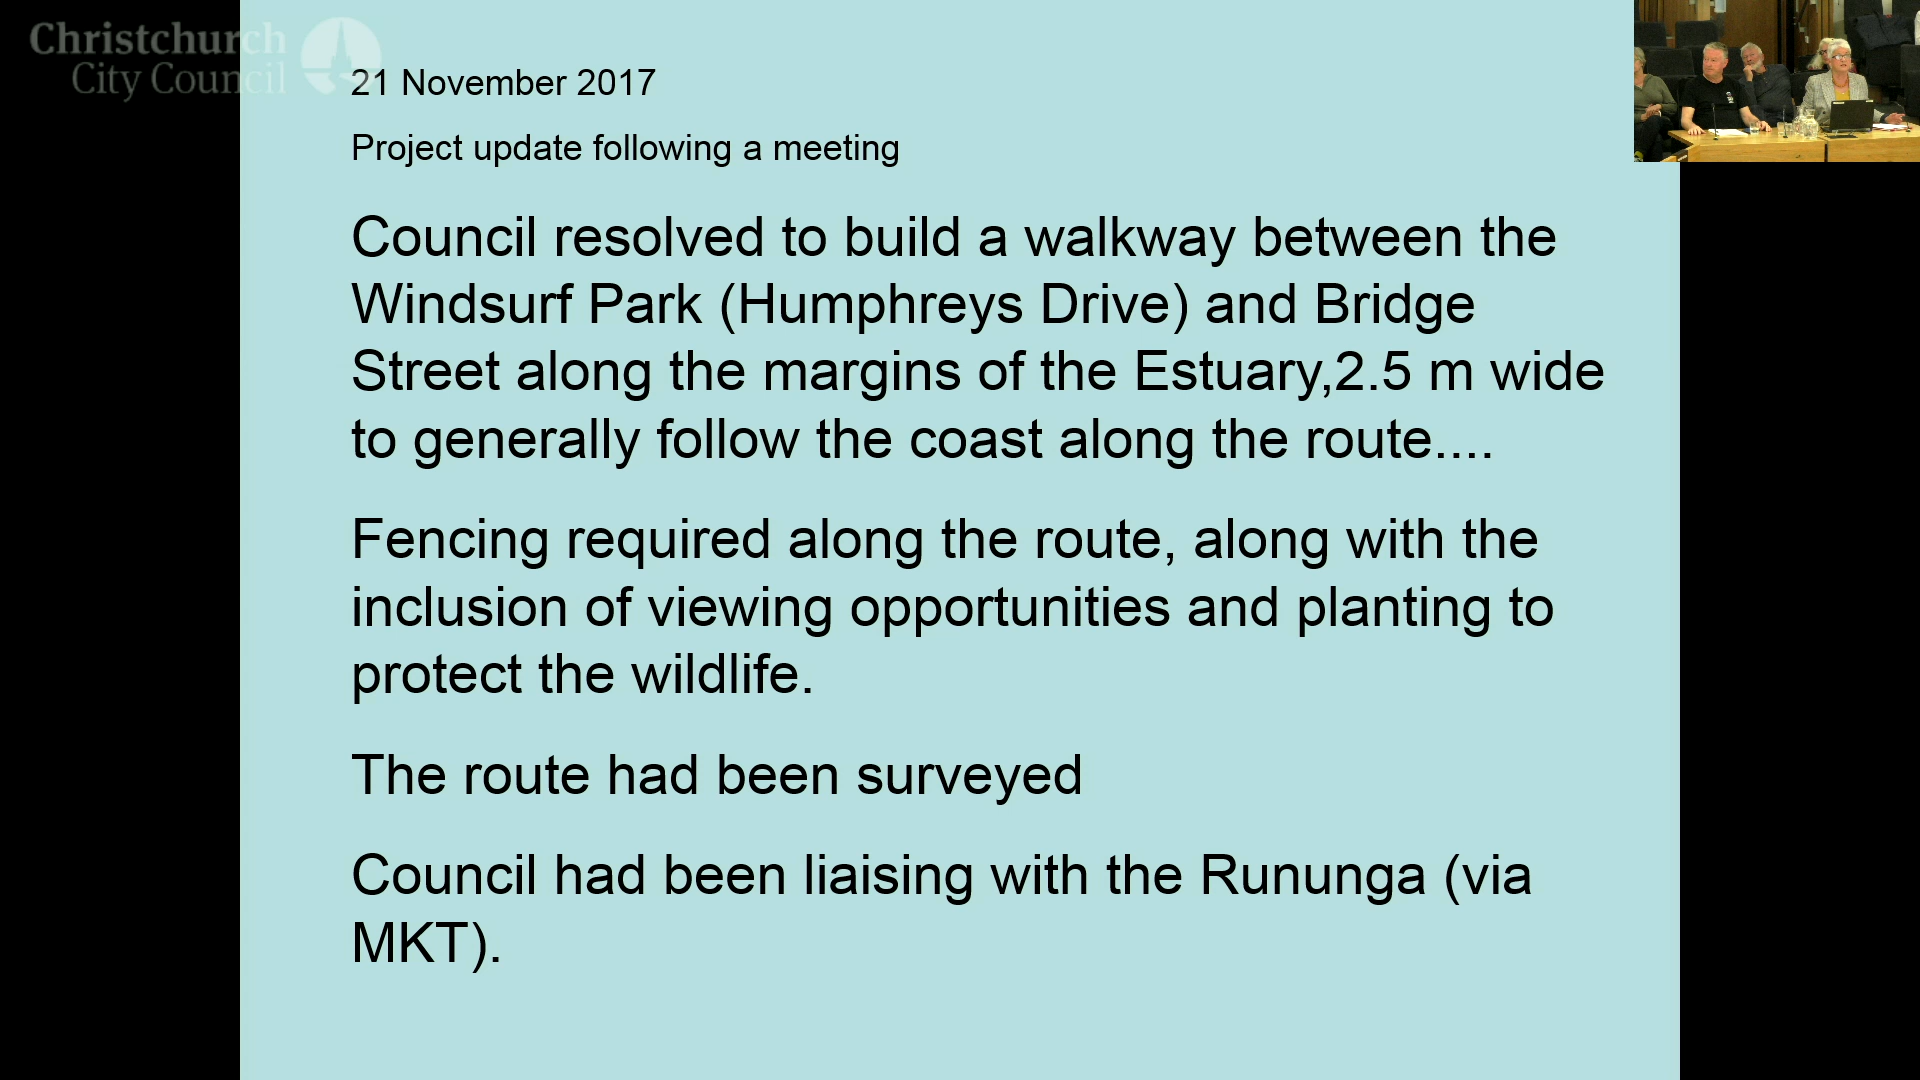 Christchurch
City Council
21 November 2017
Project update following a meeting
Council resolved to build a walkway between the
Windsurf Park (Humphreys Drive) and Bridge
Street along the margins of the Estuary,2.5 m wide
to generally follow the coast along the route....
Fencing required along the route, along with the
inclusion of viewing opportunities and planting to
protect the wildlife.
The route had been surveyed
Council had been liaising with the Rununga (via
MKT).